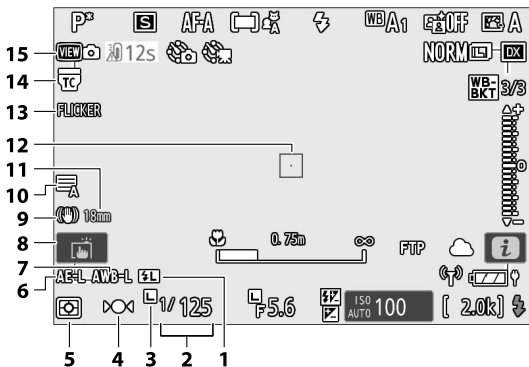 P* S AF-A WB A1 OFF A
15 VIEW 12s NORM L DX
14 TC WB-BKT 3/3
13 FLICKER
12
11
10 A
9 18mm
8 0.75m ∞ FTP i
7
6 AE-L AWB-L L
L 1/125 L F5.6 ISO AUTO 100 [2.0k]
5 4 3 2 1